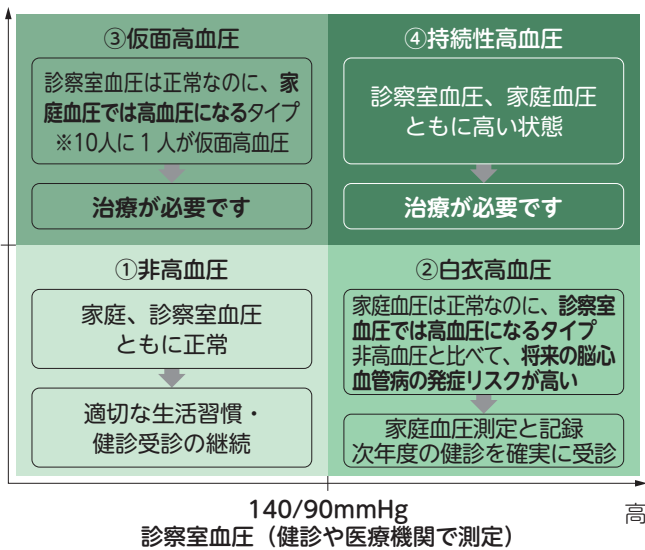 ③仮面高血圧
診察室血圧は正常なのに、家
庭血圧では高血圧になるタイプ
※10人に1人が仮面高血圧
治療が必要です
④持続性高血圧
診察室血圧、家庭血圧
ともに高い状態
治療が必要です
①非高血圧
家庭、診察室血圧
ともに正常
適切な生活習慣・
健診受診の継続
②白衣高血圧
家庭血圧は正常なのに、診察室
血圧では高血圧になるタイプ
非高血圧と比べて、将来の脳心
血管病の発症リスクが高い
家庭血圧測定と記録
次年度の健診を確実に受診
140/90mmHg
高
診察室血圧（健診や医療機関で測定）